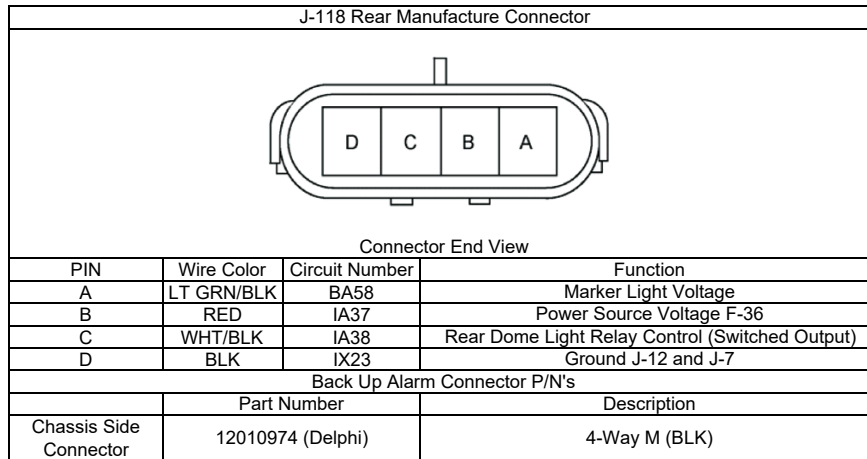 J-118 Rear Manufacture Connector
D C B A
Connector End View
PIN Wire Color Circuit Number Function
A LT GRN/BLK BA58 Marker Light Voltage
B RED IA37 Power Source Voltage F-36
C WHT/BLK IA38 Rear Dome Light Relay Control (Switched Output)
D BLK IX23 Ground J-12 and J-7
Back Up Alarm Connector P/N's
Part Number Description
Chassis Side
Connector 12010974 (Delphi) 4-Way M (BLK)